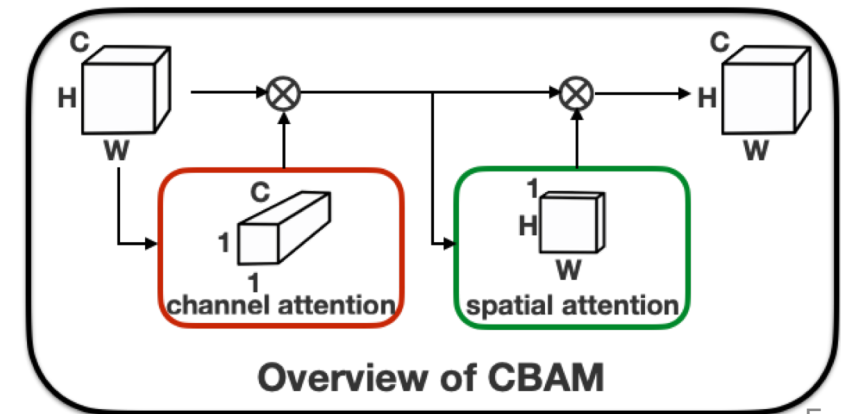 C
H
W
C
1
1
channel attention
1
H
W
spatial attention
C
H
W
Overview of CBAM